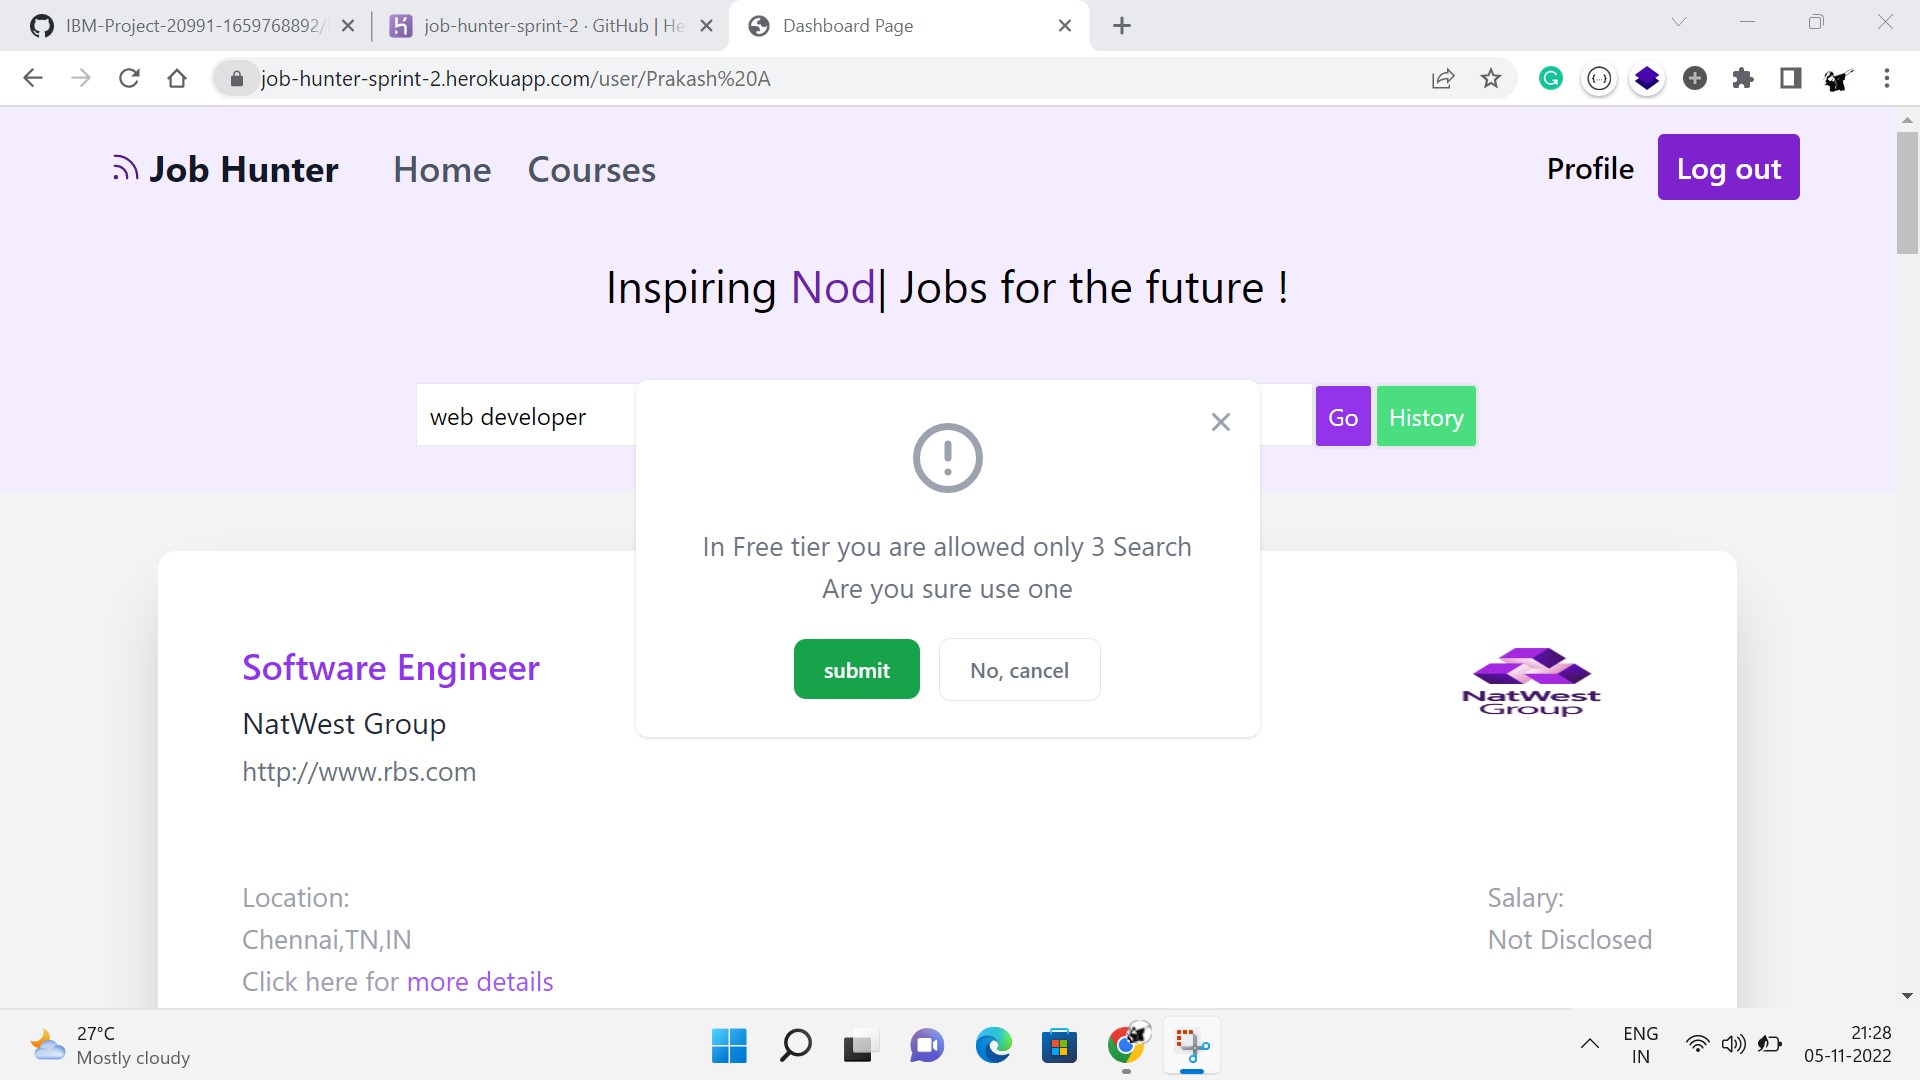 IBM-Project-20991-1659768892/
job-hunter-sprint-2 · GitHub | He
Dashboard Page
job-hunter-sprint-2.herokuapp.com/user/Prakash%20A
Job Hunter Home Courses Profile Log out
Inspiring Nod| Jobs for the future !
web developer Go History
In Free tier you are allowed only 3 Search
Are you sure use one
submit No, cancel
Software Engineer
NatWest Group
http://www.rbs.com
NatWest
Group
Location:
Chennai,TN,IN
Click here for more details
Salary:
Not Disclosed
27°C
Mostly cloudy
ENG
IN
21:28
05-11-2022